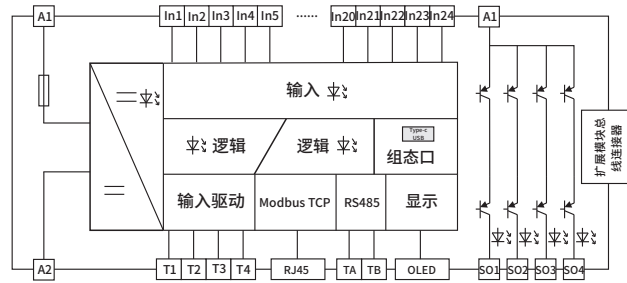 A1
In1 In2 In3 In4 In5 ...... In20 In21 In22 In23 In24
A1
输入
逻辑
逻辑
Type-c
USB
组态口
扩展模块总
线连接器
输入驱动
Modbus TCP
RS485
显示
A2
T1 T2 T3 T4
RJ45
TA TB
OLED
SO1 SO2 SO3 SO4